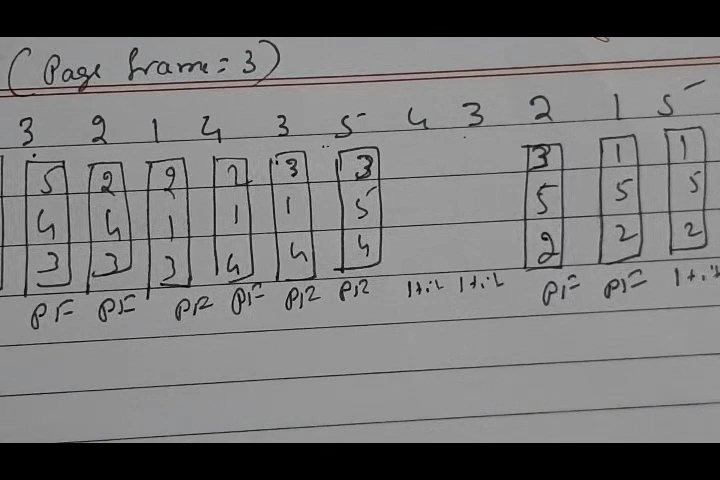 (Page frame = 3)
3 2 1 4 3 5 4 3 2 1 5
5 2 2 2 3 3 3 1 1
4 4 1 1 1 5 5 5 5
3 3 3 4 4 4 2 2 2
PF PF PF PF PF PF Hit Hit PF PF Hit